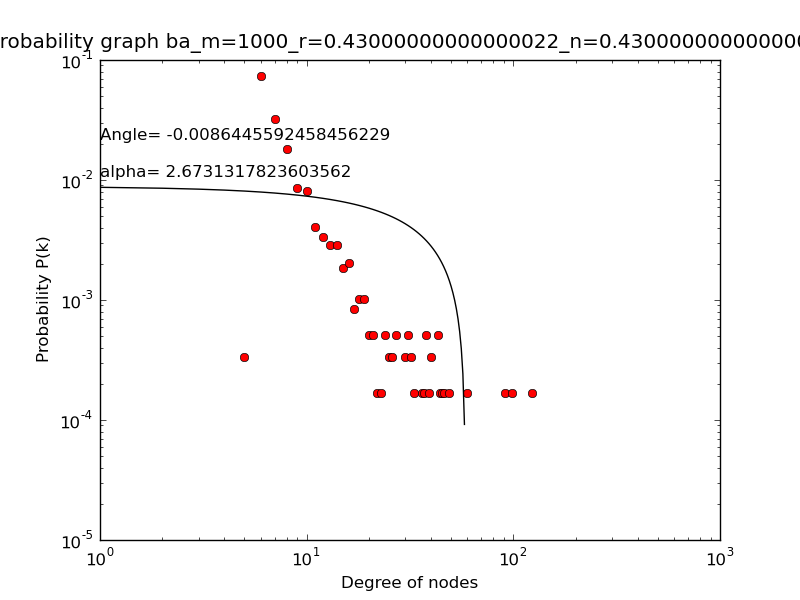 robability graph ba_m=1000_r=0.43000000000000022_n=0.4300000000000000
10^-1
Angle= -0.0086445592458456229
alpha= 2.6731317823603562
10^-2
Probability P(k)
10^-3
10^-4
10^-5
10^0 10^1 10^2 10^3
Degree of nodes